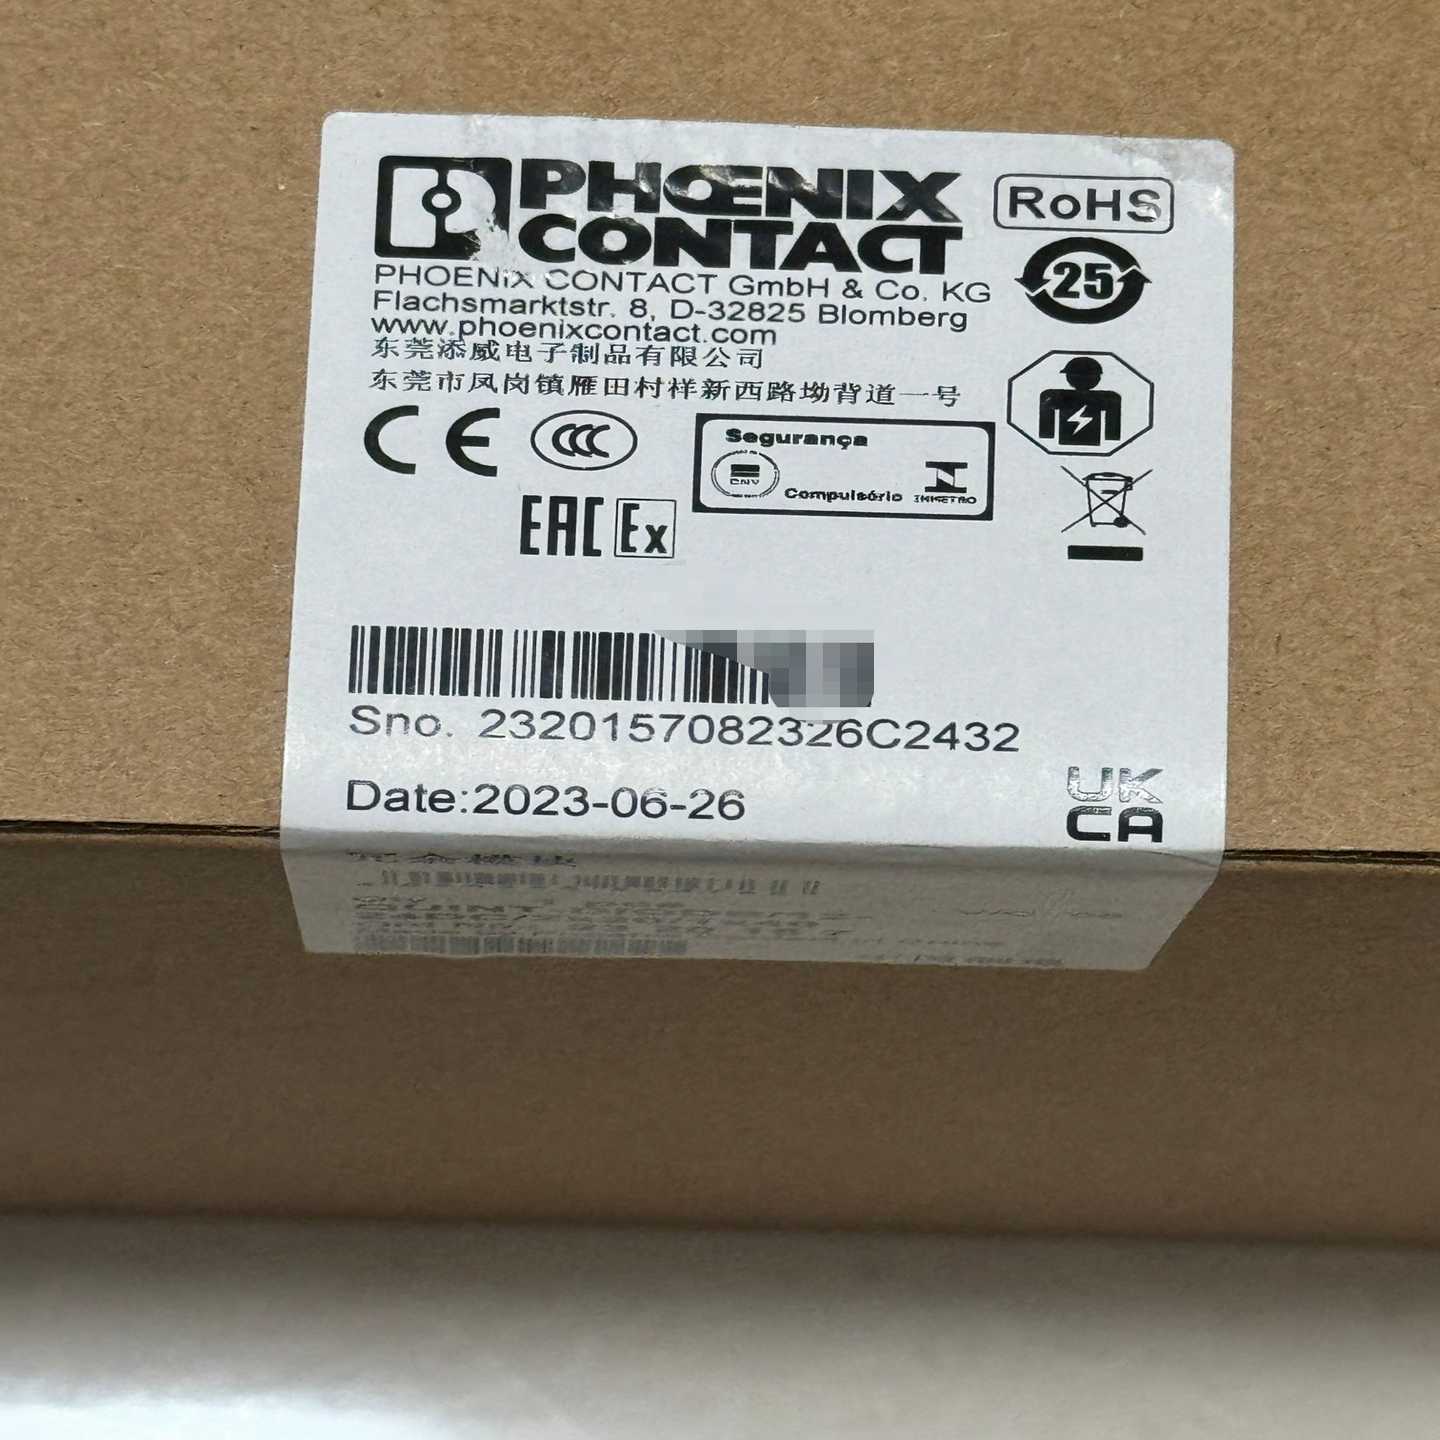 PHŒNIX
CONTACT
RoHS
PHOENIX CONTACT GmbH & Co. KG
Flachsmarktstr. 8, D-32825 Blomberg
www.phoenixcontact.com
25
东莞添威电子制品有限公司
东莞市凤岗镇雁田村祥新西路坳背道一号
CE
CCC
Segurança
Compulsório
INMETRO
EAC Ex
Sno. 2320157082326C2432
Date:2023-06-26
UK
CA